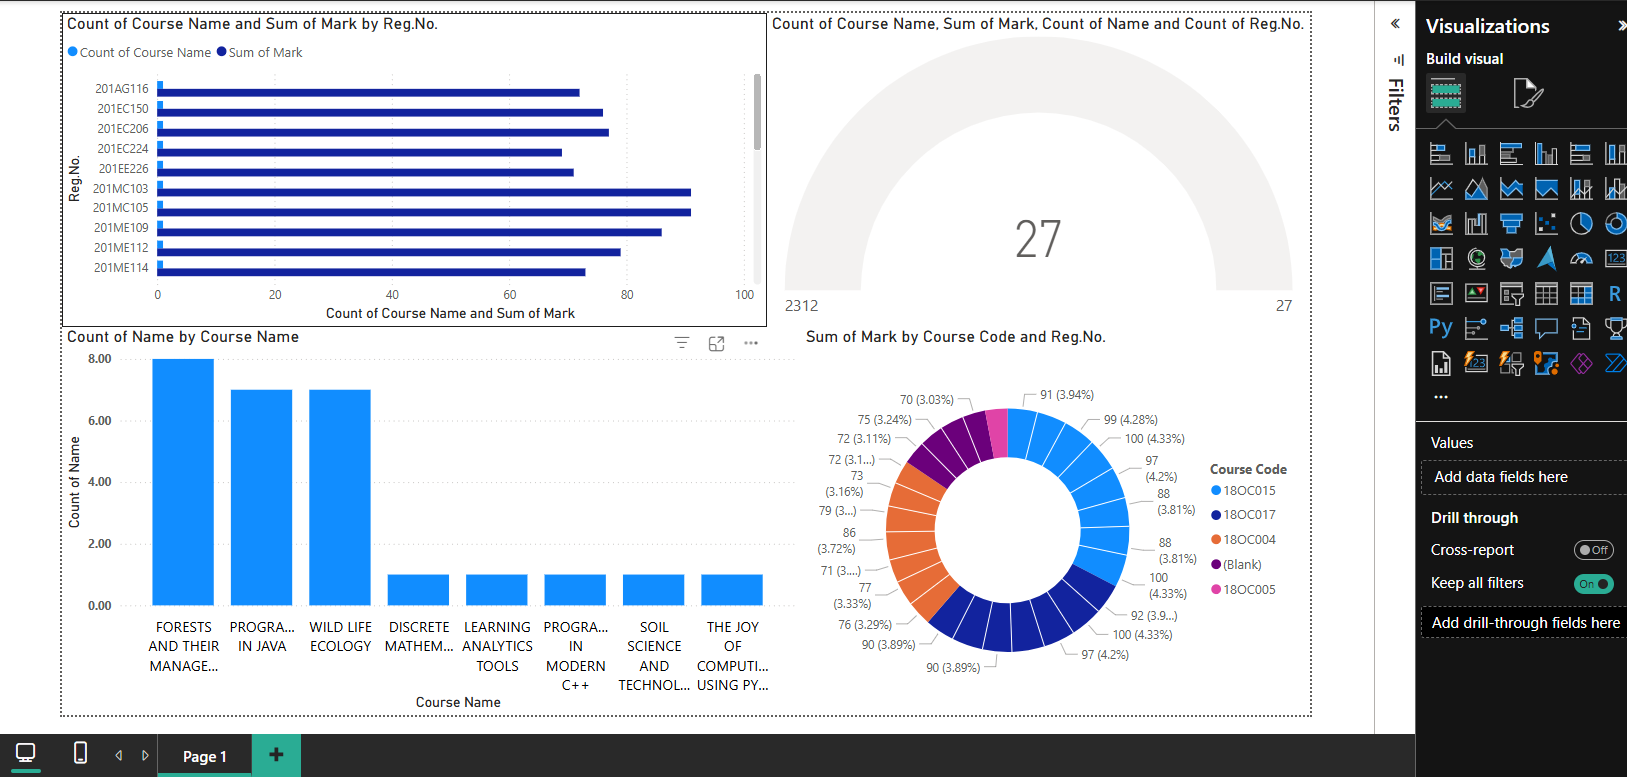 Count of Course Name and Sum of Mark by Reg.No.
Count of Course Name Sum of Mark
Reg.No.
201AG116
201EC150
201EC206
201EC224
201EE226
201MC103
201MC105
201ME109
201ME112
201ME114
0 20 40 60 80 100
Count of Course Name and Sum of Mark
Count of Course Name, Sum of Mark, Count of Name and Count of Reg.No.
27
2312 27
Count of Name by Course Name
Count of Name
8.00
6.00
4.00
2.00
0.00
FORESTS AND THEIR MANAGE...
PROGRA... IN JAVA
WILD LIFE ECOLOGY
DISCRETE MATHEM...
LEARNING ANALYTICS TOOLS
PROGRA... IN MODERN C++
SOIL SCIENCE AND TECHNOL...
THE JOY OF COMPUTI... USING PY...
Course Name
Sum of Mark by Course Code and Reg.No.
91 (3.94%)
99 (4.28%)
100 (4.33%)
97 (4.2%)
88 (3.81%)
88 (3.81%)
100 (4.33%)
92 (3.9...)
100 (4.33%)
97 (4.2%)
90 (3.89%)
90 (3.89%)
76 (3.29%)
77 (3.33%)
71 (3....)
86 (3.72%)
79 (3...)
73 (3.16%)
72 (3.1...)
72 (3.11%)
75 (3.24%)
70 (3.03%)
Course Code
18OC015
18OC017
18OC004
(Blank)
18OC005
Filters
Visualizations
Build visual
123
R
Py
123
Values
Add data fields here
Drill through
Cross-report Off
Keep all filters On
Add drill-through fields here
Page 1